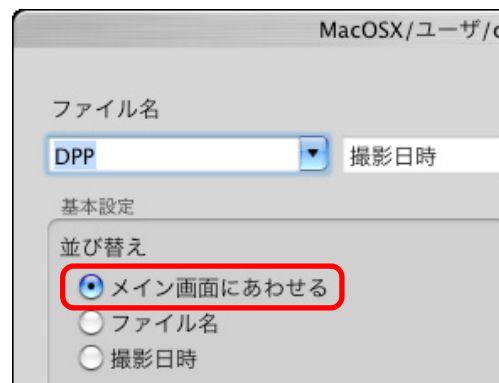 MacOSX/ユーザ/
ファイル名
DPP 撮影日時
基本設定
並び替え
メイン画面にあわせる
ファイル名
撮影日時